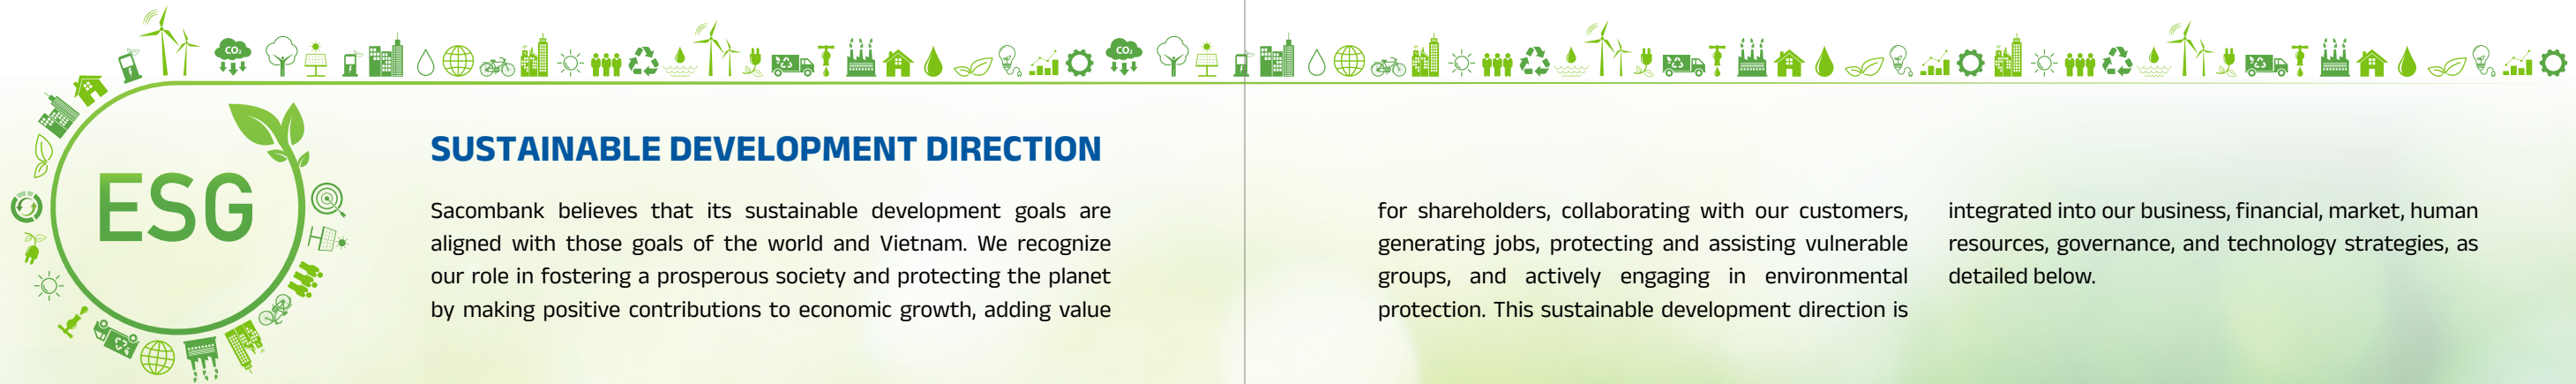 CO₂
CO₂
ESG
SUSTAINABLE DEVELOPMENT DIRECTION
Sacombank believes that its sustainable development goals are
aligned with those goals of the world and Vietnam. We recognize
our role in fostering a prosperous society and protecting the planet
by making positive contributions to economic growth, adding value
for shareholders, collaborating with our customers,
generating jobs, protecting and assisting vulnerable
groups, and actively engaging in environmental
protection. This sustainable development direction is
integrated into our business, financial, market, human
resources, governance, and technology strategies, as
detailed below.